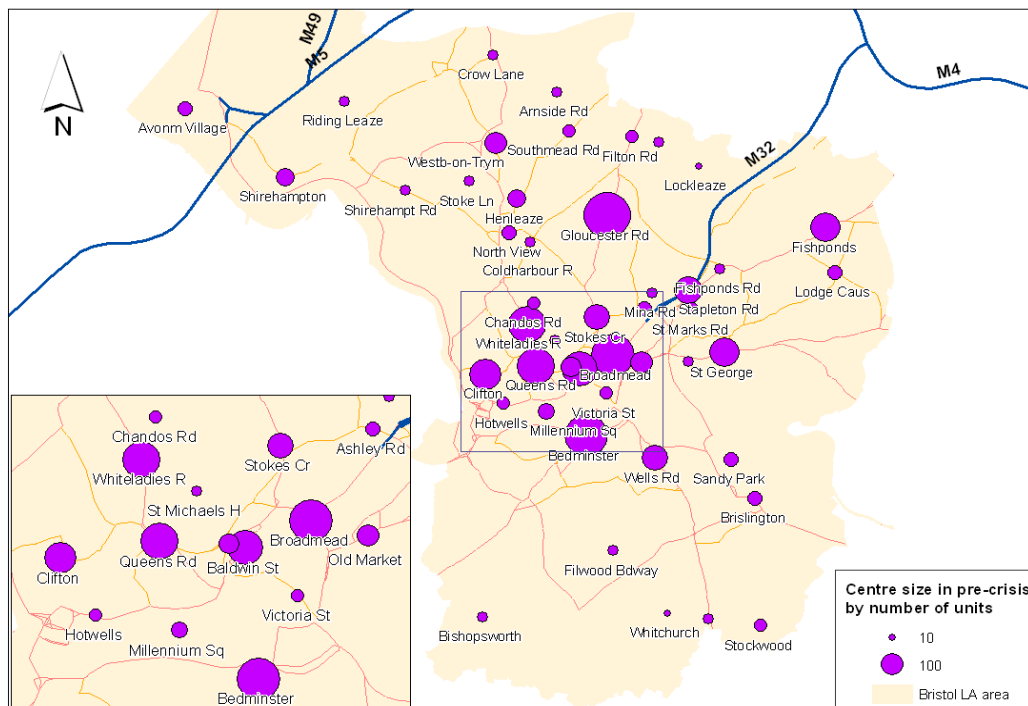 M49
M5
M4
M32
N
Crow Lane
Arnside Rd
Riding Leaze
Avonm Village
Southmead Rd
Filton Rd
Westb-on-Trym
Lockleaze
Shirehampton
Shirehampt Rd
Stoke Ln
Henleaze
Gloucester Rd
North View
Coldharbour R
Fishponds
Lodge Caus
Fishponds Rd
Stapleton Rd
Mina Rd
St Marks Rd
Chandos Rd
Whiteladies R
Stokes Cr
St George
Queens Rd
Broadmead
Clifton
Victoria St
Hotwells
Millennium Sq
Bedminster
Wells Rd
Sandy Park
Brislington
Filwood Bdway
Bishopsworth
Whitchurch
Stockwood
Chandos Rd
Ashley Rd
Stokes Cr
Whiteladies R
St Michaels H
Broadmead
Queens Rd
Old Market
Baldwin St
Clifton
Victoria St
Hotwells
Millennium Sq
Bedminster
Centre size in pre-crisis
by number of units
10
100
Bristol LA area